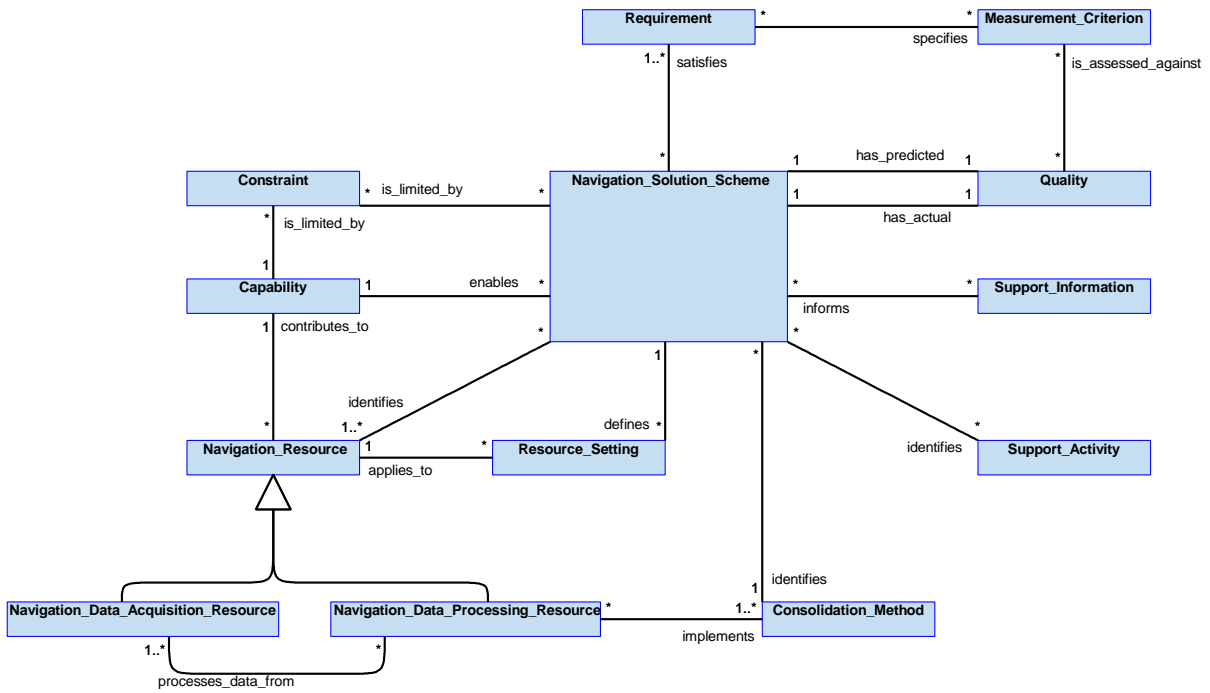 Requirement
*
*
Measurement_Criterion
specifies
1..*
satisfies
*
is_assessed_against
*
*
Constraint
*
is_limited_by
*
Navigation_Solution_Scheme
1
has_predicted
1
Quality
1
has_actual
1
*
is_limited_by
1
Capability
1
enables
*
*
informs
*
Support_Information
1
contributes_to
*
identifies
1..*
*
1
defines
*
*
*
identifies
*
Support_Activity
Navigation_Resource
1
applies_to
*
Resource_Setting
identifies
1
Navigation_Data_Acquisition_Resource
Navigation_Data_Processing_Resource
*
implements
1..*
Consolidation_Method
1..*
*
processes_data_from